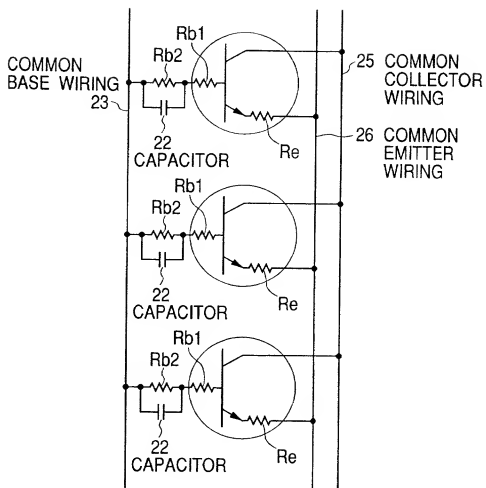 Rb1
Rb2
COMMON
BASE WIRING
23
22
CAPACITOR
Re
25 COMMON
COLLECTOR
WIRING
26 COMMON
EMITTER
WIRING
Rb1
Rb2
22
CAPACITOR
Re
Rb1
Rb2
22
CAPACITOR
Re